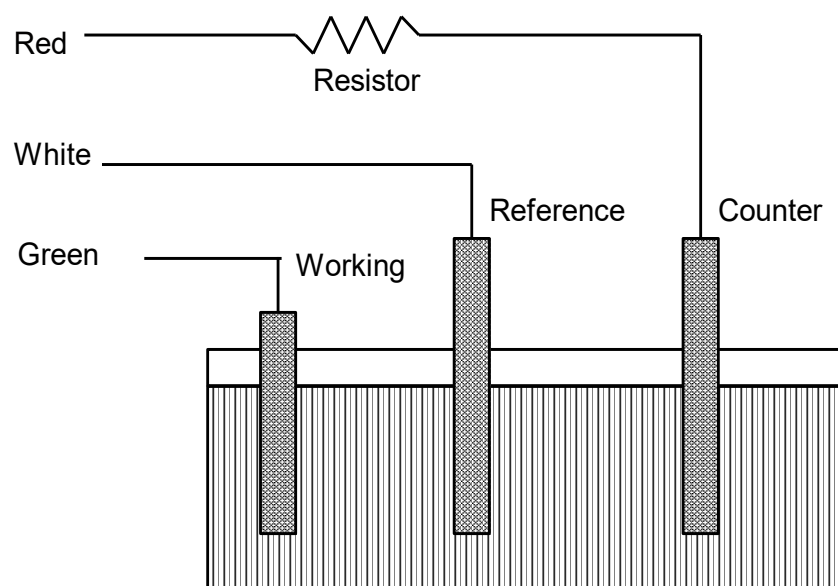 Red
Resistor
White
Reference
Counter
Green
Working